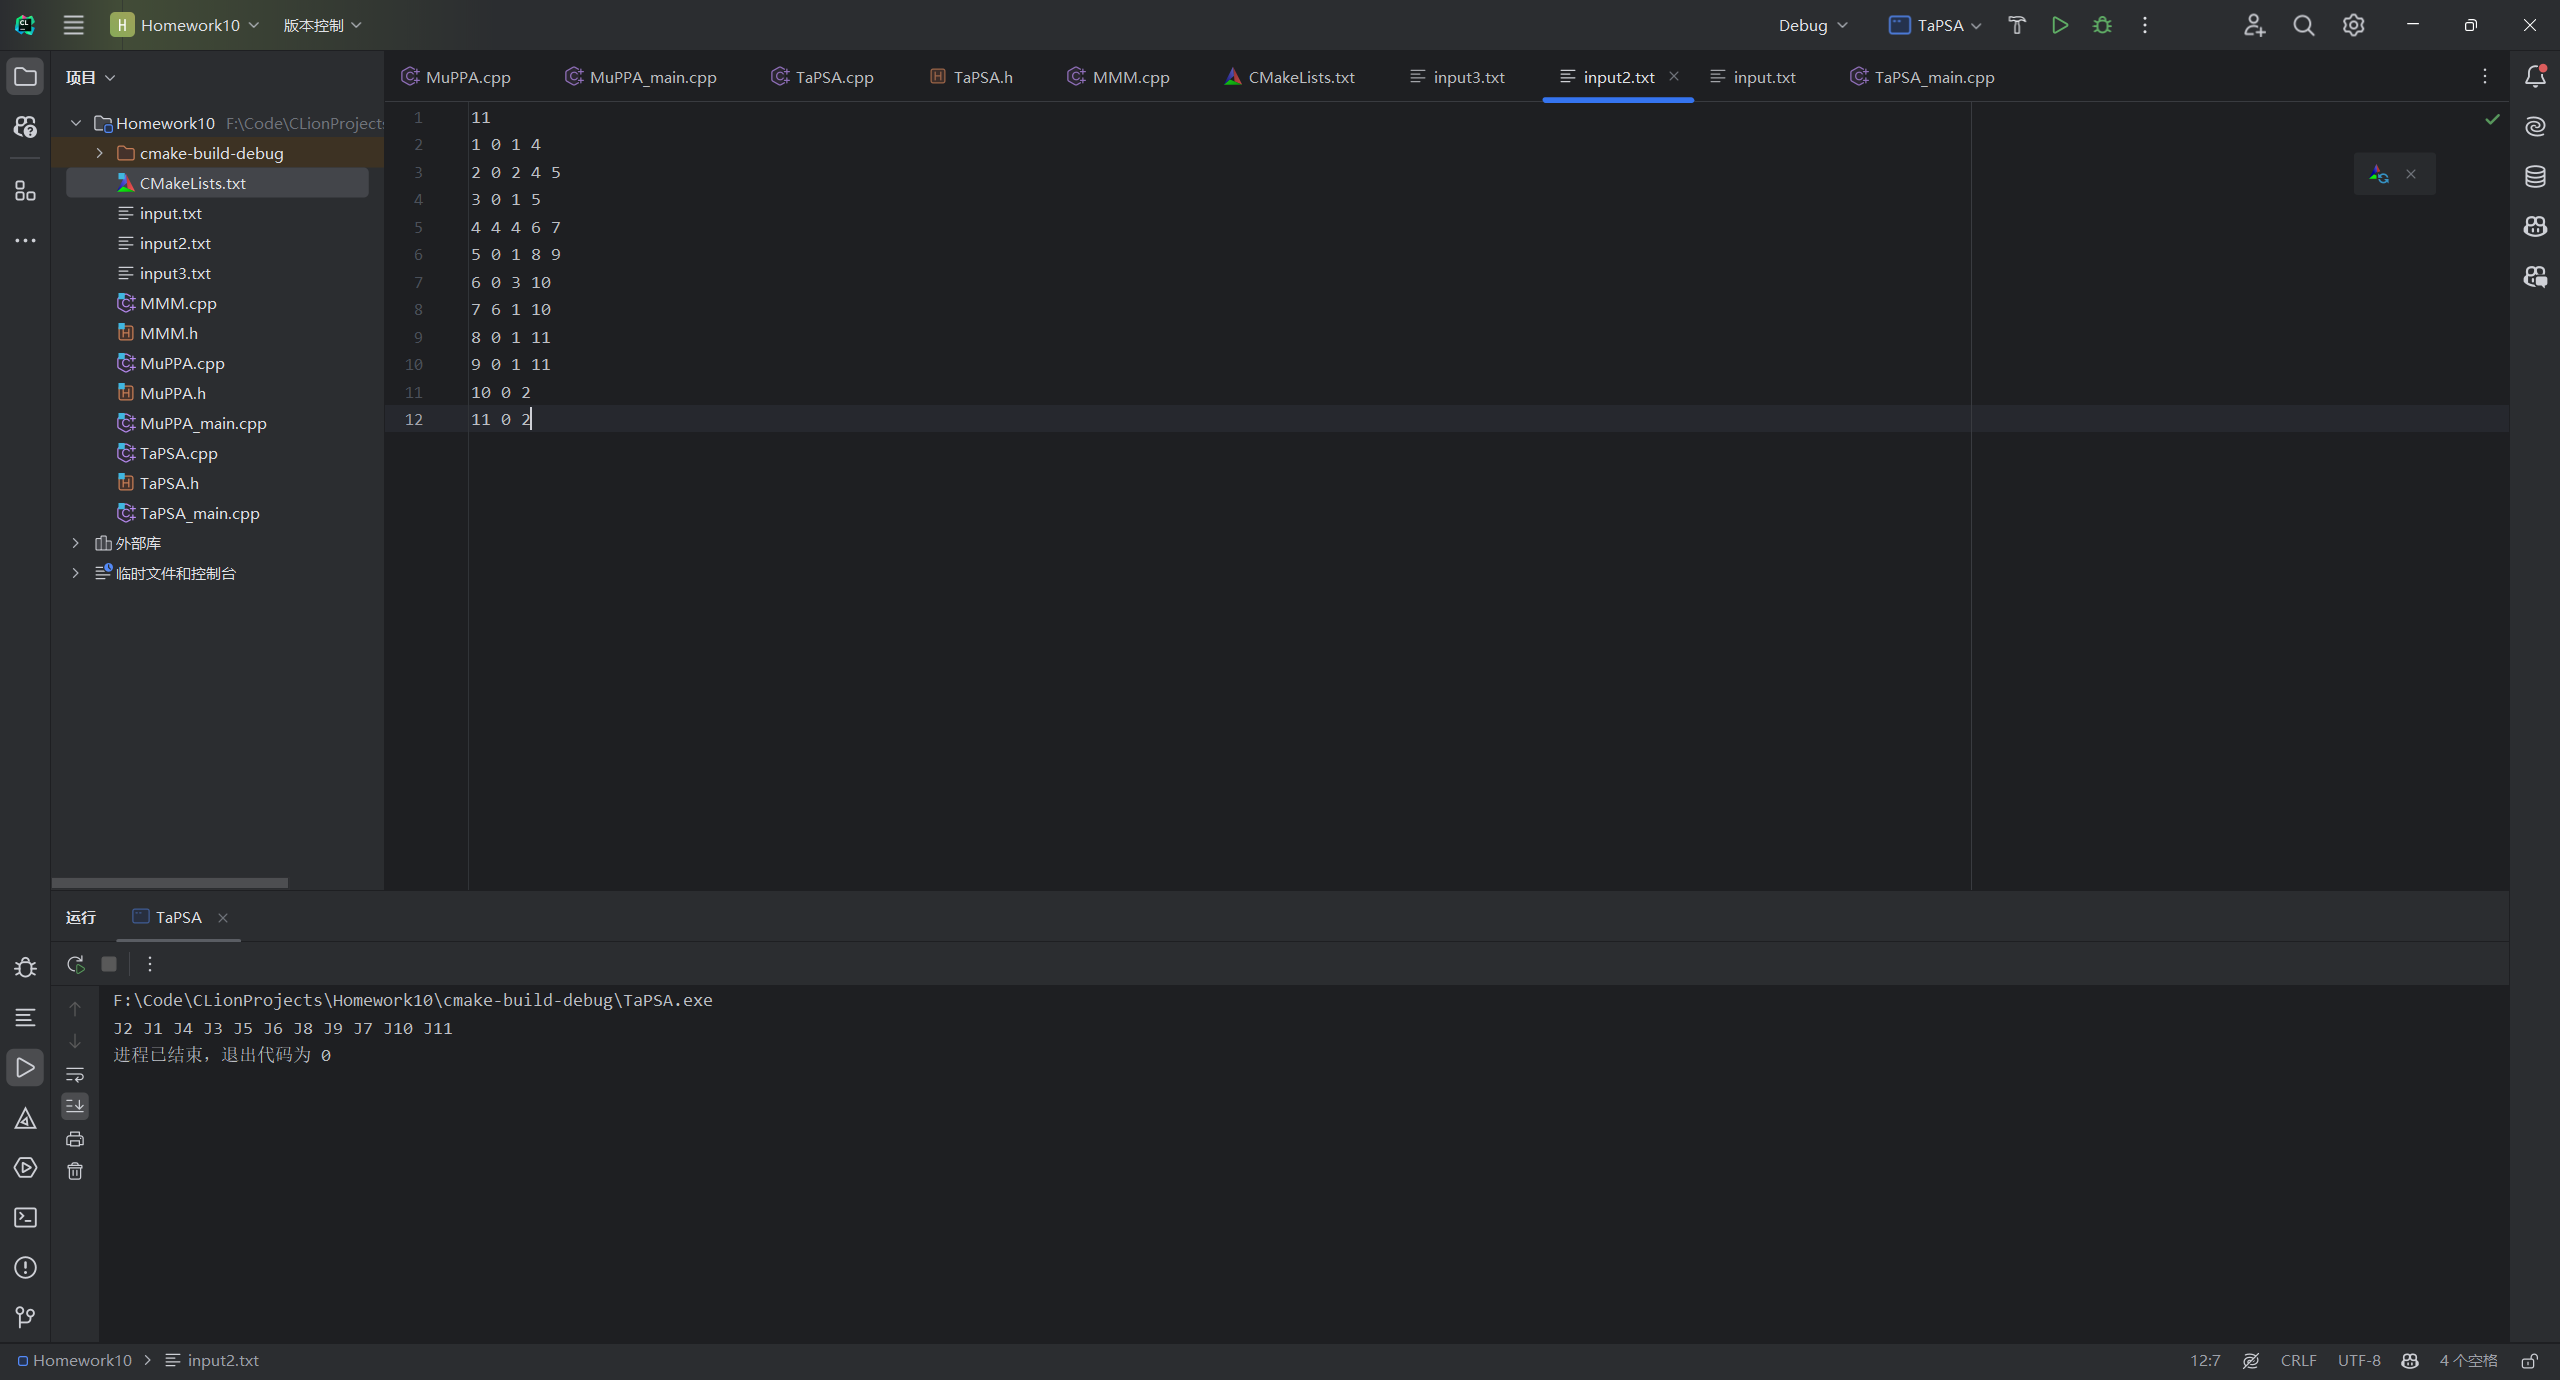 H Homework10 版本控制 Debug TaPSA
项目
MuPPA.cpp MuPPA_main.cpp TaPSA.cpp TaPSA.h MMM.cpp CMakeLists.txt input3.txt input2.txt input.txt TaPSA_main.cpp
Homework10 F:\Code\CLionProjects
cmake-build-debug
CMakeLists.txt
input.txt
input2.txt
input3.txt
MMM.cpp
MMM.h
MuPPA.cpp
MuPPA.h
MuPPA_main.cpp
TaPSA.cpp
TaPSA.h
TaPSA_main.cpp
外部库
临时文件和控制台
1 11
2 1 0 1 4
3 2 0 2 4 5
4 3 0 1 5
5 4 4 4 6 7
6 5 0 1 8 9
7 6 0 3 10
8 7 6 1 10
9 8 0 1 11
10 9 0 1 11
11 10 0 2
12 11 0 2
运行 TaPSA
F:\Code\CLionProjects\Homework10\cmake-build-debug\TaPSA.exe
J2 J1 J4 J3 J5 J6 J8 J9 J7 J10 J11
进程已结束，退出代码为 0
Homework10 input2.txt 12:7 CRLF UTF-8 4 个空格